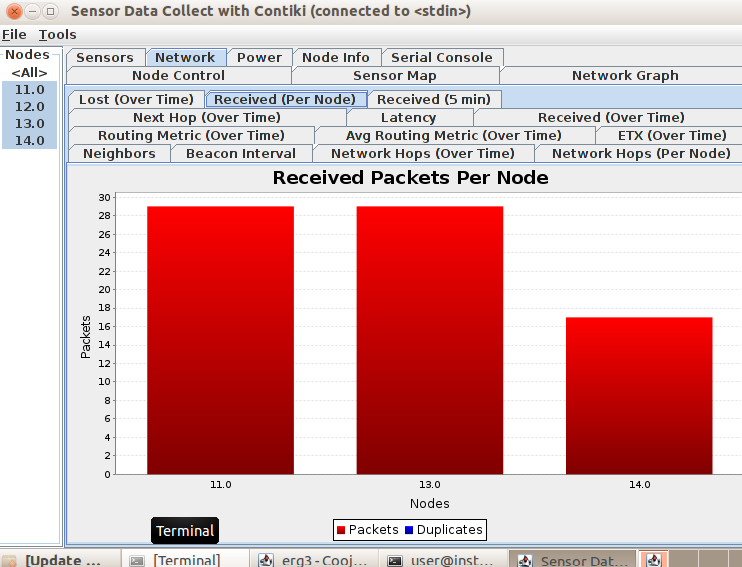 Sensor Data Collect with Contiki (connected to <stdin>)
File Tools
Nodes
<All>
11.0
12.0
13.0
14.0
Sensors Network Power Node Info Serial Console
Node Control Sensor Map Network Graph
Lost (Over Time) Received (Per Node) Received (5 min)
Next Hop (Over Time) Latency Received (Over Time)
Routing Metric (Over Time) Avg Routing Metric (Over Time) ETX (Over Time)
Neighbors Beacon Interval Network Hops (Over Time) Network Hops (Per Node)
Received Packets Per Node
30
28
26
24
22
20
18
16
14
12
10
8
6
4
2
0
Packets
11.0 13.0 14.0
Nodes
Packets Duplicates
Terminal
[Update ... [Terminal] erg3 - Cooj... user@inst... Sensor Dat...